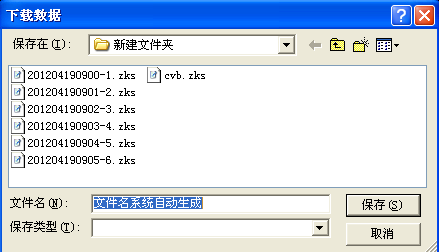 下载数据
保存在(I): 新建文件夹
201204190900-1.zks cvb.zks
201204190901-2.zks
201204190902-3.zks
201204190903-4.zks
201204190904-5.zks
201204190905-6.zks
文件名(N): 文件名系统自动生成 保存(S)
保存类型(T): 取消